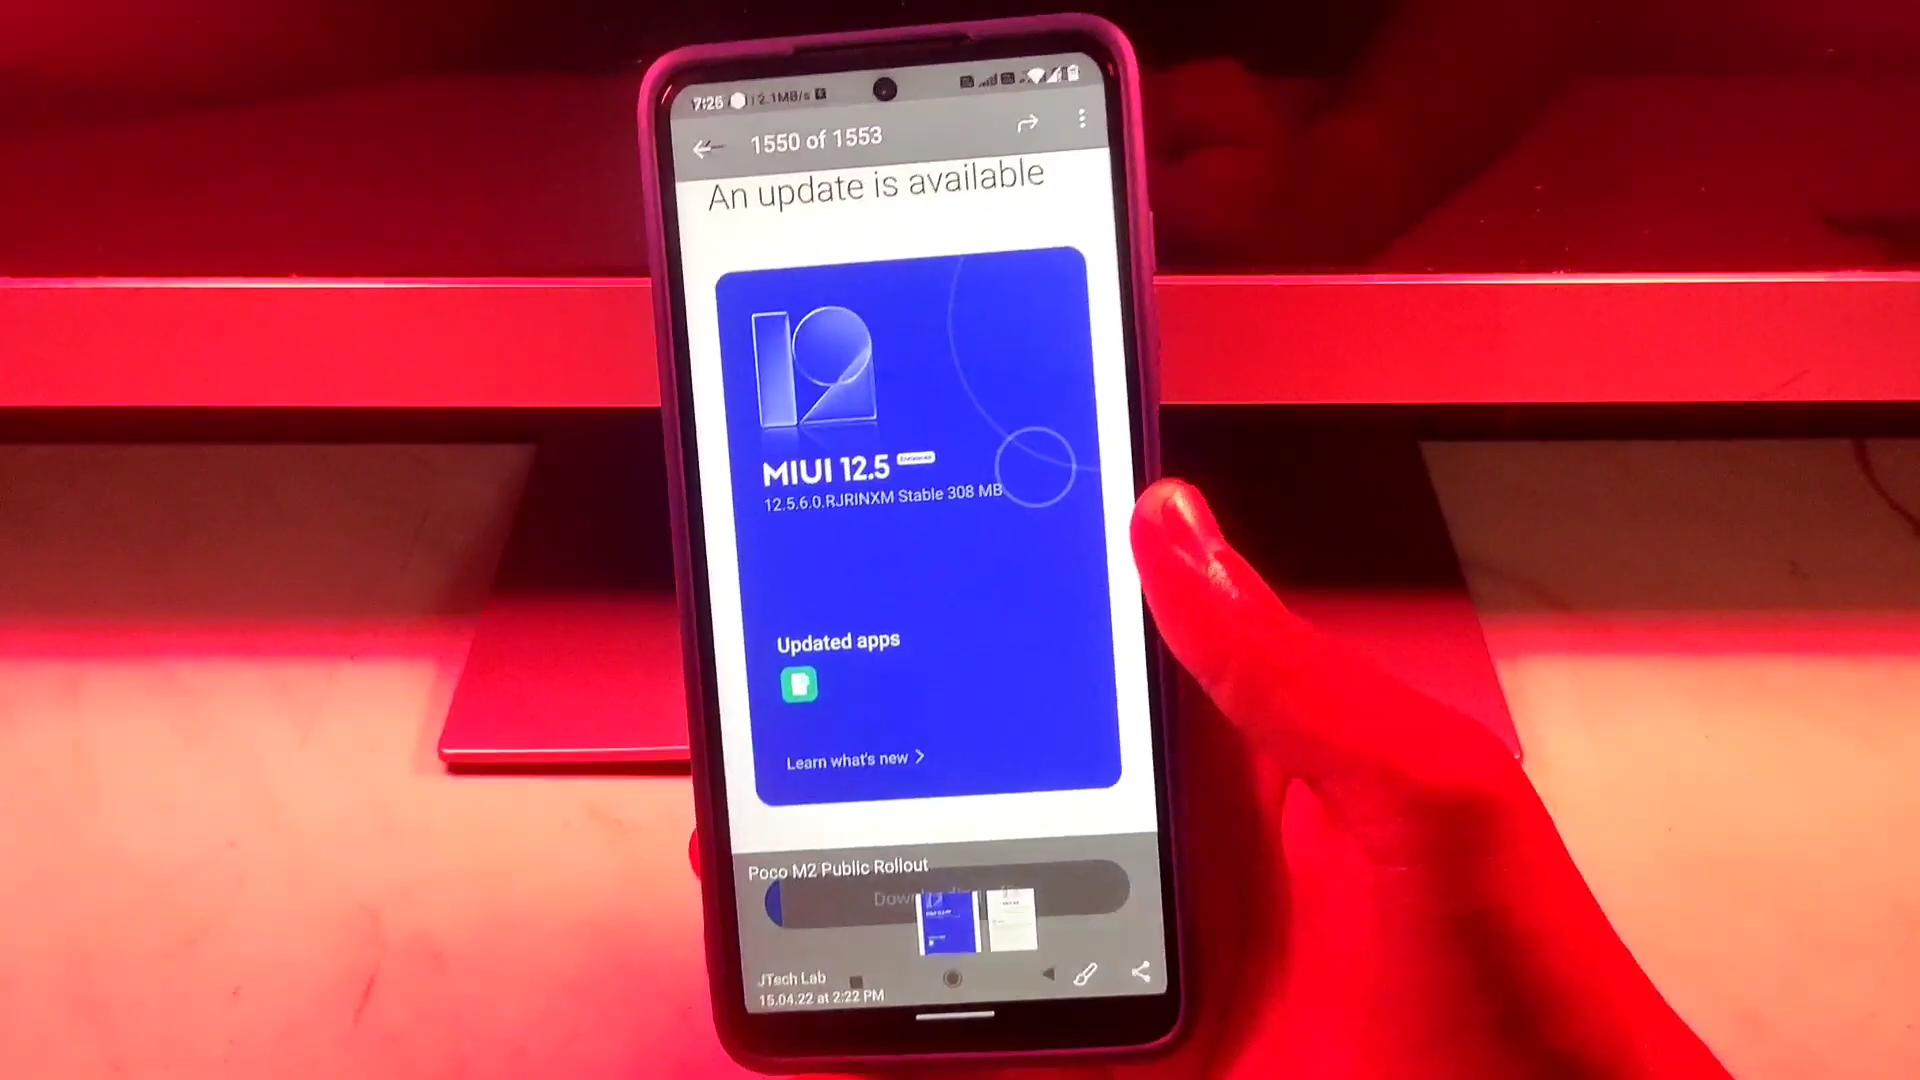 7:25 2.1MB/s
1550 of 1553
An update is available
12
MIUI 12.5
12.5.6.0.RJRINXM Stable 308 MB
Updated apps
Learn what's new >
Poco M2 Public Rollout
JTech Lab
15.04.22 at 2:22 PM